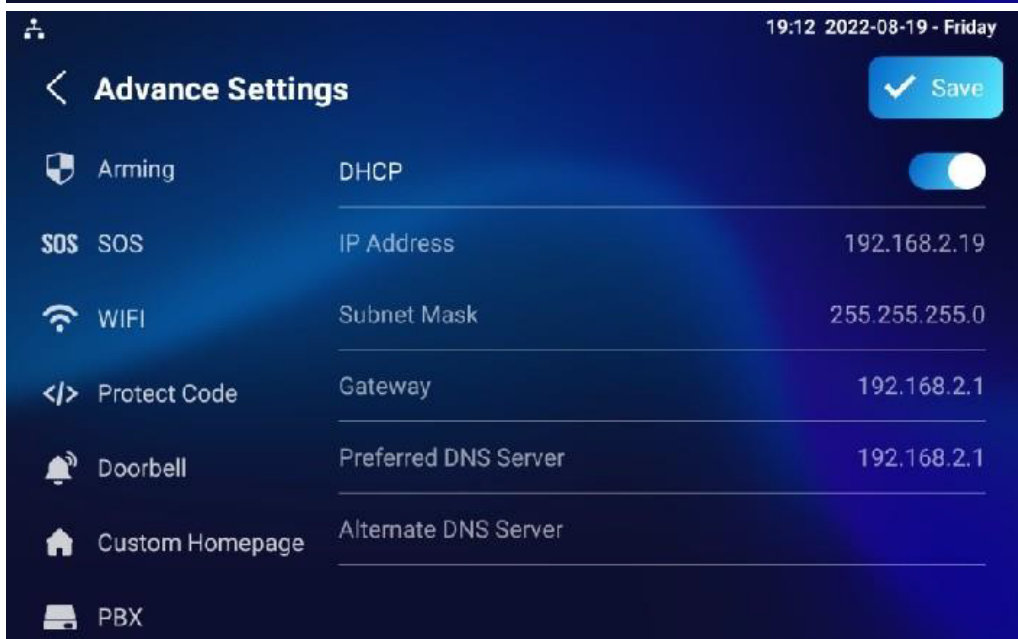 19:12 2022-08-19 - Friday
Advance Settings
Save
Arming
DHCP
SOS SOS
IP Address 192.168.2.19
WIFI
Subnet Mask 255.255.255.0
</> Protect Code
Gateway 192.168.2.1
Doorbell
Preferred DNS Server 192.168.2.1
Custom Homepage
Alternate DNS Server
PBX